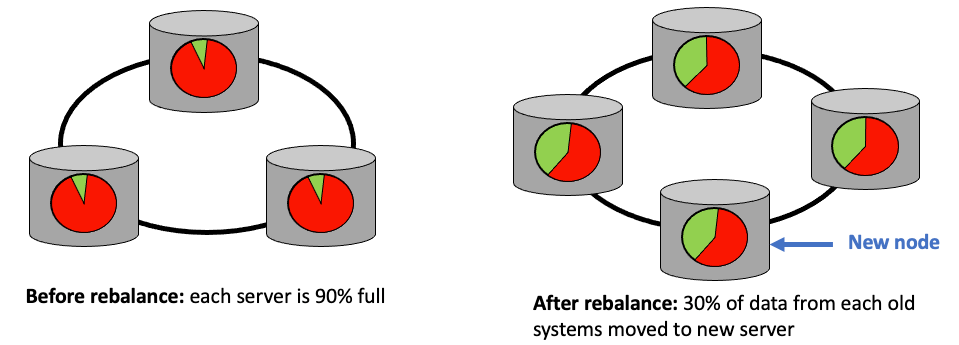 New node
Before rebalance: each server is 90% full
After rebalance: 30% of data from each old
systems moved to new server